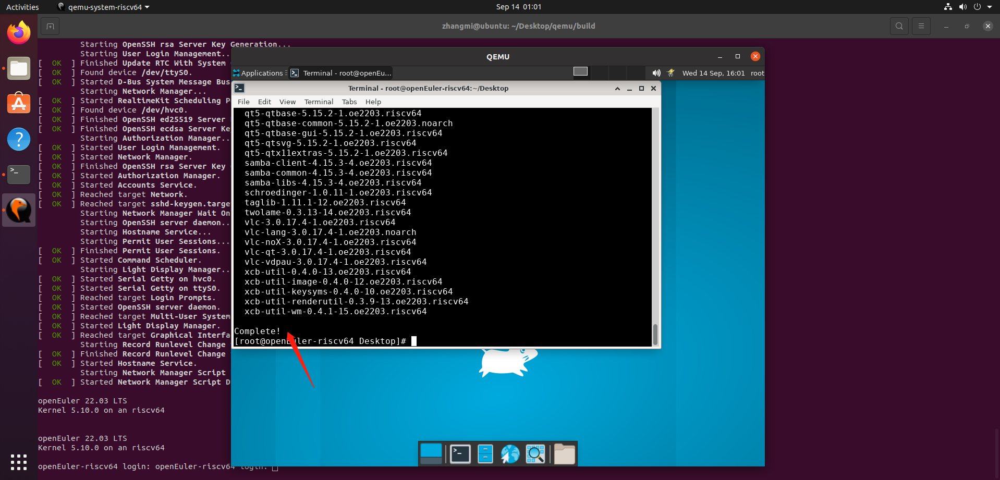 Activities
qemu-system-riscv64
Sep 14 01:01
zhangmi@ubuntu: ~/Desktop/qemu/build
Starting OpenSSH rsa Server Key Generation...
Starting User Login Management..
[ OK ] Finished Update RTC With System
[ OK ] Found device /dev/ttyS0.
[ OK ] Started D-Bus System Message Bus
Starting Network Manager...
[ OK ] Started RealtimeKit Scheduling Po
[ OK ] Found device /dev/hvc0.
[ OK ] Finished OpenSSH ed25519 Server
[ OK ] Finished OpenSSH ecdsa Server Ke
Starting Authorization Manager..
[ OK ] Started User Login Management.
[ OK ] Started Network Manager.
[ OK ] Finished OpenSSH rsa Server Key
[ OK ] Started Authorization Manager.
[ OK ] Started Accounts Service.
[ OK ] Reached target Network.
[ OK ] Reached target sshd-keygen.targe
Starting Network Manager Wait On
Starting OpenSSH server daemon..
Starting Hostname Service...
Starting Permit User Sessions...
[ OK ] Finished Permit User Sessions.
[ OK ] Started Command Scheduler.
Starting Light Display Manager..
[ OK ] Started Serial Getty on hvc0.
[ OK ] Started Serial Getty on ttyS0.
[ OK ] Reached target Login Prompts.
[ OK ] Started OpenSSH server daemon.
[ OK ] Reached target Multi-User System
[ OK ] Started Light Display Manager.
[ OK ] Reached target Graphical Interfa
Starting Record Runlevel Change
[ OK ] Finished Record Runlevel Change
[ OK ] Started Hostname Service.
Starting Network Manager Script
[ OK ] Started Network Manager Script D
openEuler 22.03 LTS
Kernel 5.10.0 on an riscv64
openEuler 22.03 LTS
Kernel 5.10.0 on an riscv64
openEuler-riscv64 login: openEuler-riscv64 login:
QEMU
Applications
Terminal - root@openEu...
Wed 14 Sep, 16:01
root
Terminal - root@openEuler-riscv64:~/Desktop
File Edit View Terminal Tabs Help
qt5-qtbase-5.15.2-1.oe2203.riscv64
qt5-qtbase-common-5.15.2-1.oe2203.noarch
qt5-qtbase-gui-5.15.2-1.oe2203.riscv64
qt5-qtsvg-5.15.2-1.oe2203.riscv64
qt5-qtx11extras-5.15.2-1.oe2203.riscv64
samba-client-4.15.3-4.oe2203.riscv64
samba-common-4.15.3-4.oe2203.riscv64
samba-libs-4.15.3-4.oe2203.riscv64
schroedinger-1.0.11-1.oe2203.riscv64
taglib-1.11.1-12.oe2203.riscv64
twolame-0.3.13-14.oe2203.riscv64
vlc-3.0.17.4-1.oe2203.riscv64
vlc-lang-3.0.17.4-1.oe2203.noarch
vlc-noX-3.0.17.4-1.oe2203.riscv64
vlc-qt-3.0.17.4-1.oe2203.riscv64
vlc-vdpau-3.0.17.4-1.oe2203.riscv64
xcb-util-0.4.0-13.oe2203.riscv64
xcb-util-image-0.4.0-12.oe2203.riscv64
xcb-util-keysyms-0.4.0-10.oe2203.riscv64
xcb-util-renderutil-0.3.9-13.oe2203.riscv64
xcb-util-wm-0.4.1-15.oe2203.riscv64
Complete!
[root@openEuler-riscv64 Desktop]#